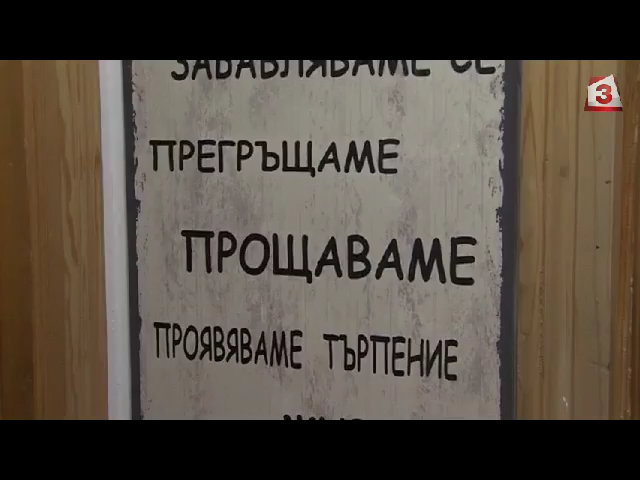 ЗАБАВЛЯВАМЕ СЕ
3
ПРЕГРЪЩАМЕ
ПРОЩАВАМЕ
ПРОЯВЯВАМЕ ТЪРПЕНИЕ